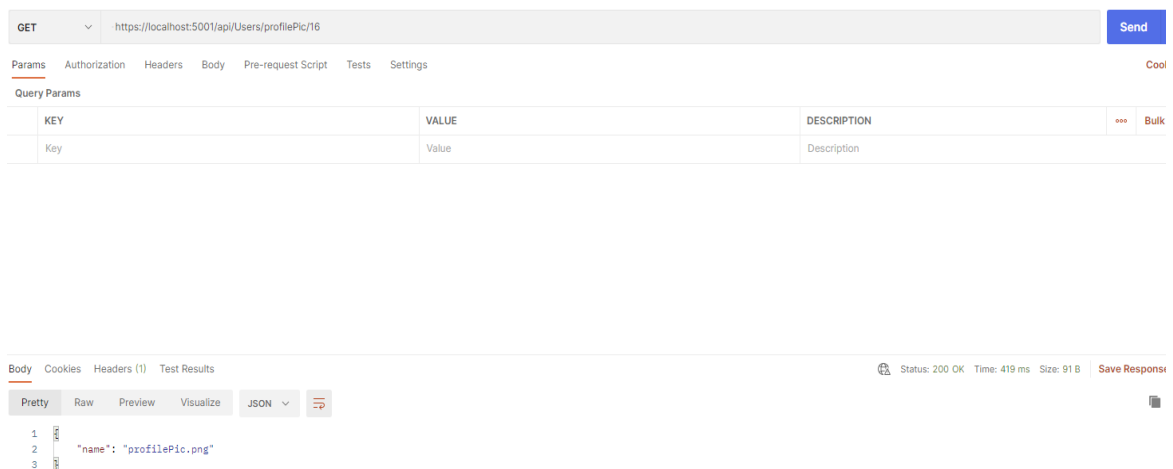 GET https://localhost:5001/api/Users/profilePic/16 Send
Params Authorization Headers Body Pre-request Script Tests Settings Cool
Query Params
KEY VALUE DESCRIPTION ooo Bulk
Key Value Description
Body Cookies Headers (1) Test Results Status: 200 OK Time: 419 ms Size: 91 B Save Response
Pretty Raw Preview Visualize JSON
1 {
2 "name": "profilePic.png"
3 }